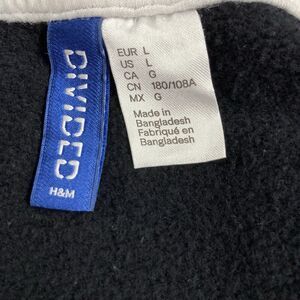 DIVIDED
H&M
EUR L
US L
CA G
CN 180/108A
MX G
Made in
Bangladesh
Fabriqué en
Bangladesh